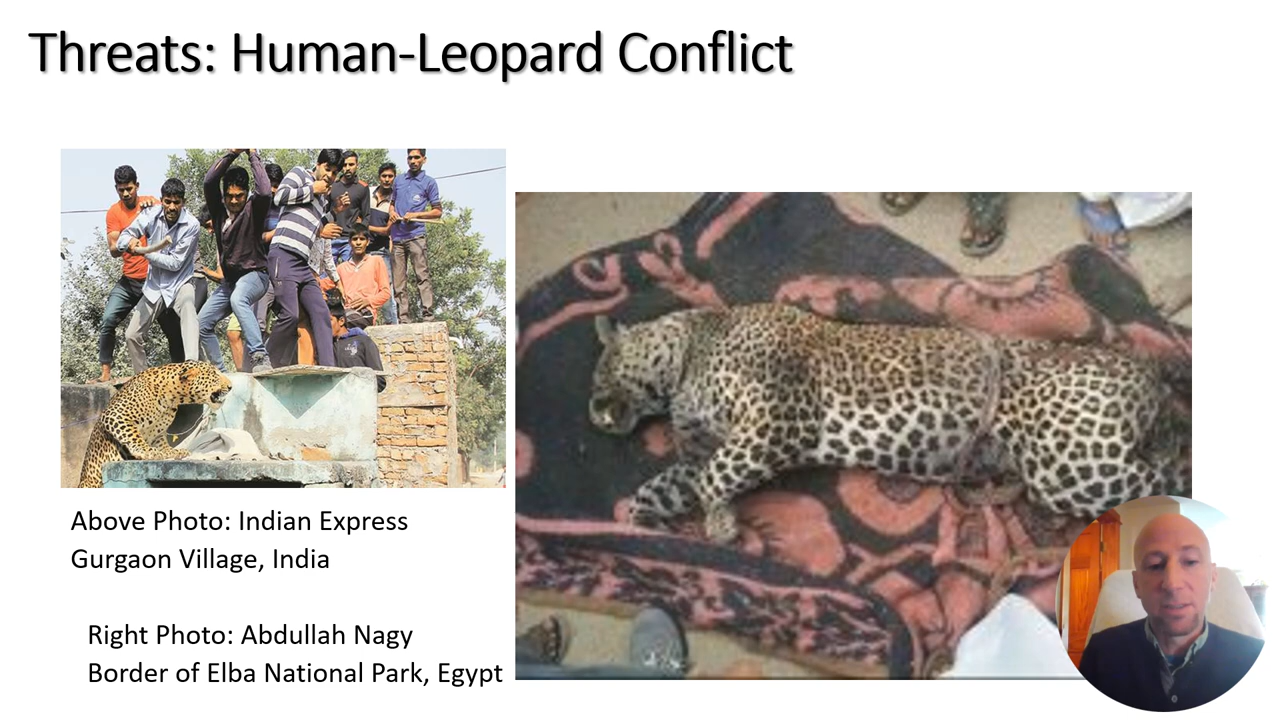 Threats: Human-Leopard Conflict
Above Photo: Indian Express
Gurgaon Village, India
Right Photo: Abdullah Nagy
Border of Elba National Park, Egypt